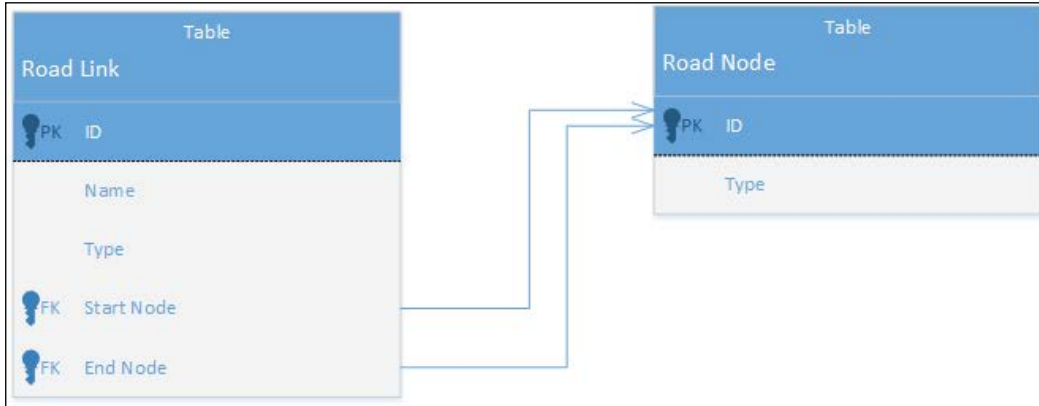 Table
Road Link
PK ID
Name
Type
FK Start Node
FK End Node
Table
Road Node
PK ID
Type